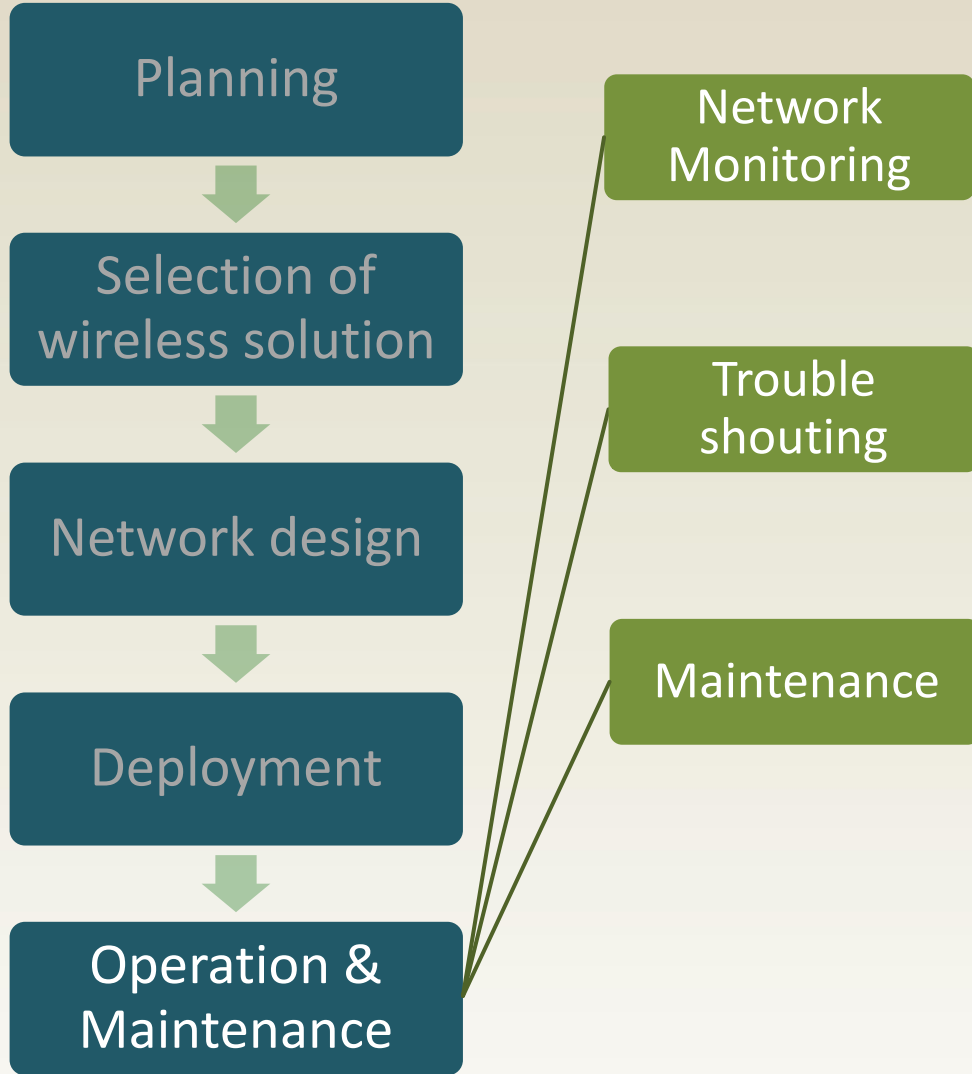 Planning
Selection of
wireless solution
Network design
Deployment
Operation &
Maintenance
Network
Monitoring
Trouble
shouting
Maintenance